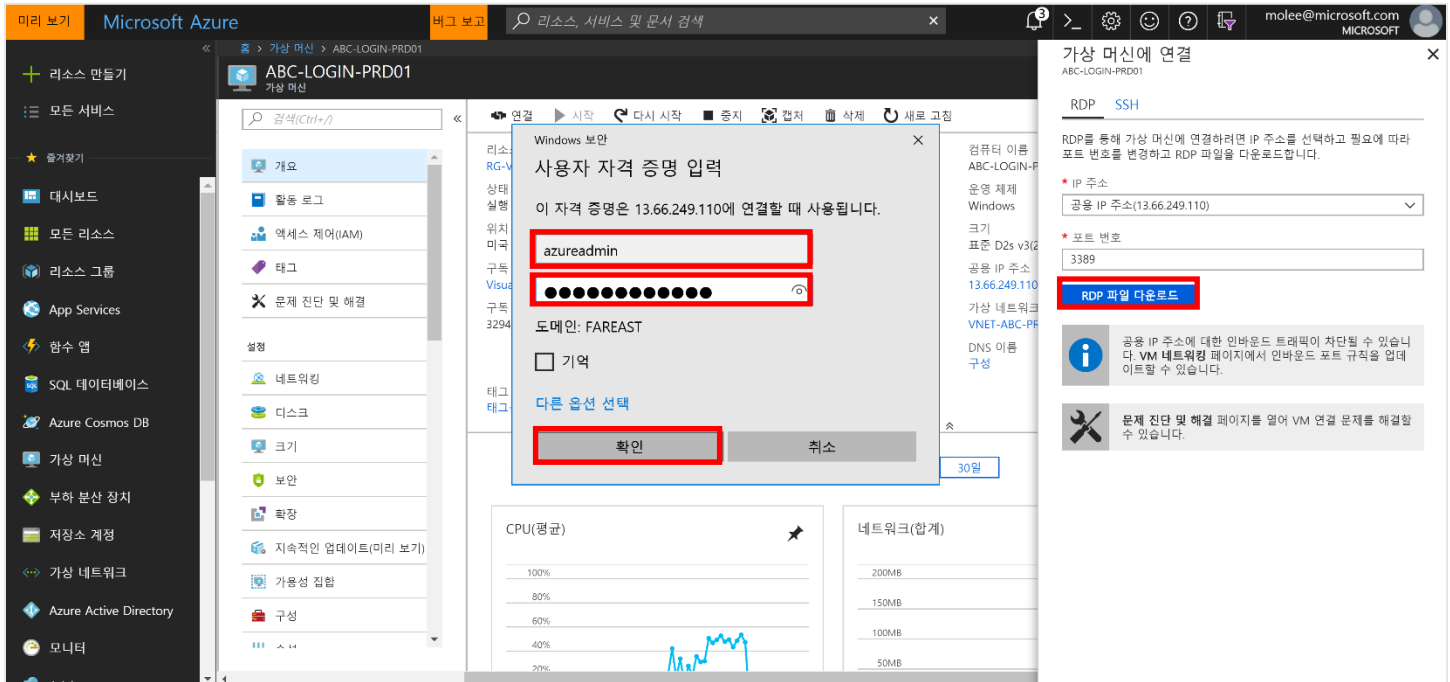 미리 보기
Microsoft Azure
버그 보고
리소스, 서비스 및 문서 검색
3
molee@microsoft.com
MICROSOFT
리소스 만들기
모든 서비스
즐겨찾기
대시보드
모든 리소스
리소스 그룹
App Services
함수 앱
SQL 데이터베이스
Azure Cosmos DB
가상 머신
부하 분산 장치
저장소 계정
가상 네트워크
Azure Active Directory
모니터
홈 > 가상 머신 > ABC-LOGIN-PRD01
ABC-LOGIN-PRD01
가상 머신
검색(Ctrl+/)
개요
활동 로그
액세스 제어(IAM)
태그
문제 진단 및 해결
설정
네트워킹
디스크
크기
보안
확장
지속적인 업데이트(미리 보기)
가용성 집합
구성
연결 시작 다시 시작 중지 캡처 삭제 새로 고침
RG-V
상태
실행
위치
미국
구독
Visua
구독
3294
태그
태그
Windows 보안
사용자 자격 증명 입력
이 자격 증명은 13.66.249.110에 연결할 때 사용됩니다.
azureadmin
도메인: FAREAST
기억
다른 옵션 선택
확인 취소
컴퓨터 이름
ABC-LOGIN-P
운영 체제
Windows
크기
표준 D2s v3(2
공용 IP 주소
13.66.249.110
가상 네트워크
VNET-ABC-PR
DNS 이름
구성
30일
CPU(평균)
100%
80%
60%
40%
20%
네트워크(합계)
200MB
150MB
100MB
50MB
가상 머신에 연결
ABC-LOGIN-PRD01
RDP SSH
RDP를 통해 가상 머신에 연결하려면 IP 주소를 선택하고 필요에 따라
포트 번호를 변경하고 RDP 파일을 다운로드합니다.
* IP 주소
공용 IP 주소(13.66.249.110)
* 포트 번호
3389
RDP 파일 다운로드
공용 IP 주소에 대한 인바운드 트래픽이 차단될 수 있습니
다. VM 네트워킹 페이지에서 인바운드 포트 규칙을 업데
이트할 수 있습니다.
문제 진단 및 해결 페이지를 열어 VM 연결 문제를 해결할
수 있습니다.